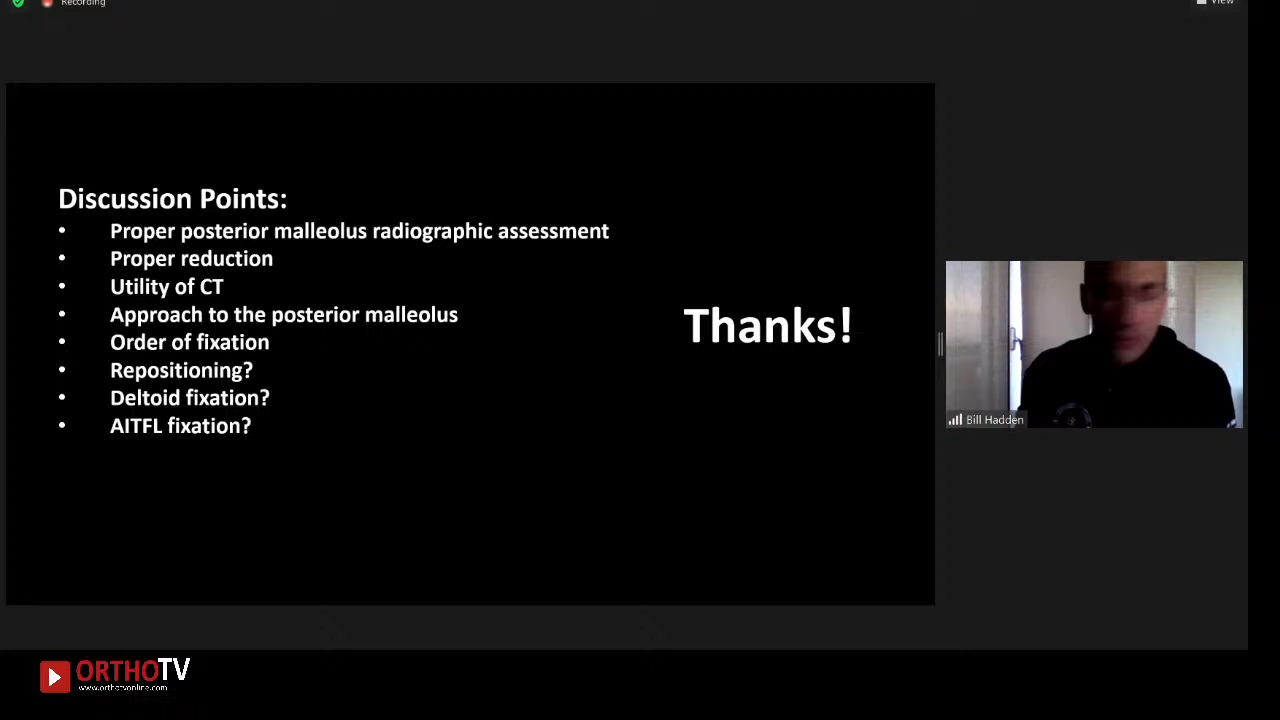 Recording
View
Discussion Points:
• Proper posterior malleolus radiographic assessment
• Proper reduction
• Utility of CT
• Approach to the posterior malleolus
• Order of fixation
• Repositioning?
• Deltoid fixation?
• AITFL fixation?
Thanks!
Bill Hadden
ORTHOTV
www.orthotvonline.com